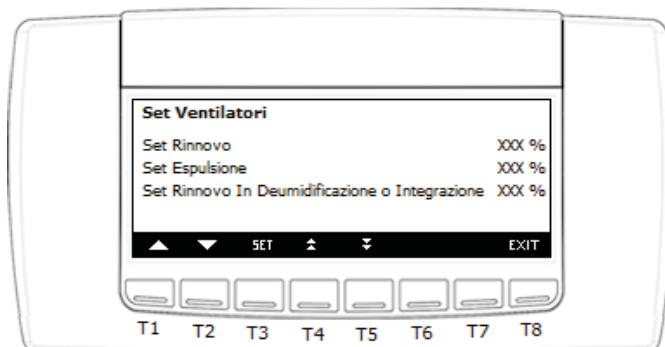 Set Ventilatori
Set Rinnovo XXX %
Set Espulsione XXX %
Set Rinnovo In Deumidificazione o Integrazione XXX %
SET EXIT
T1 T2 T3 T4 T5 T6 T7 T8